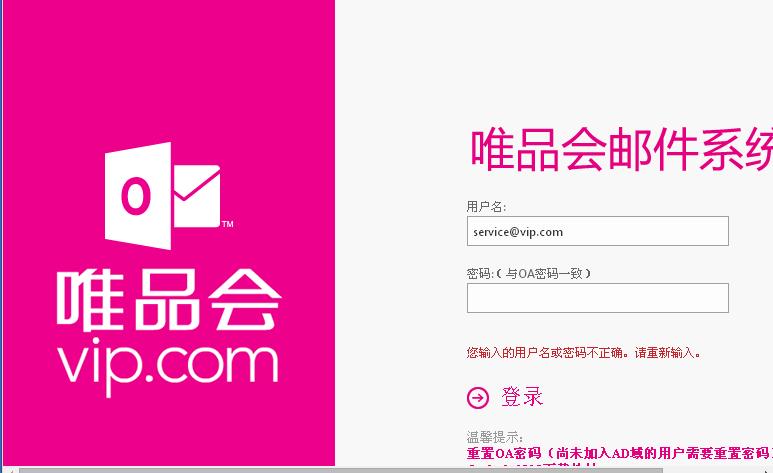 唯品会邮件系统
用户名:
service@vip.com
密码:( 与OA密码一致 )
您输入的用户名或密码不正确。请重新输入。
登录
温馨提示:
重置OA密码（尚未加入AD域的用户需要重置密码
O
TM
唯品会
vip.com